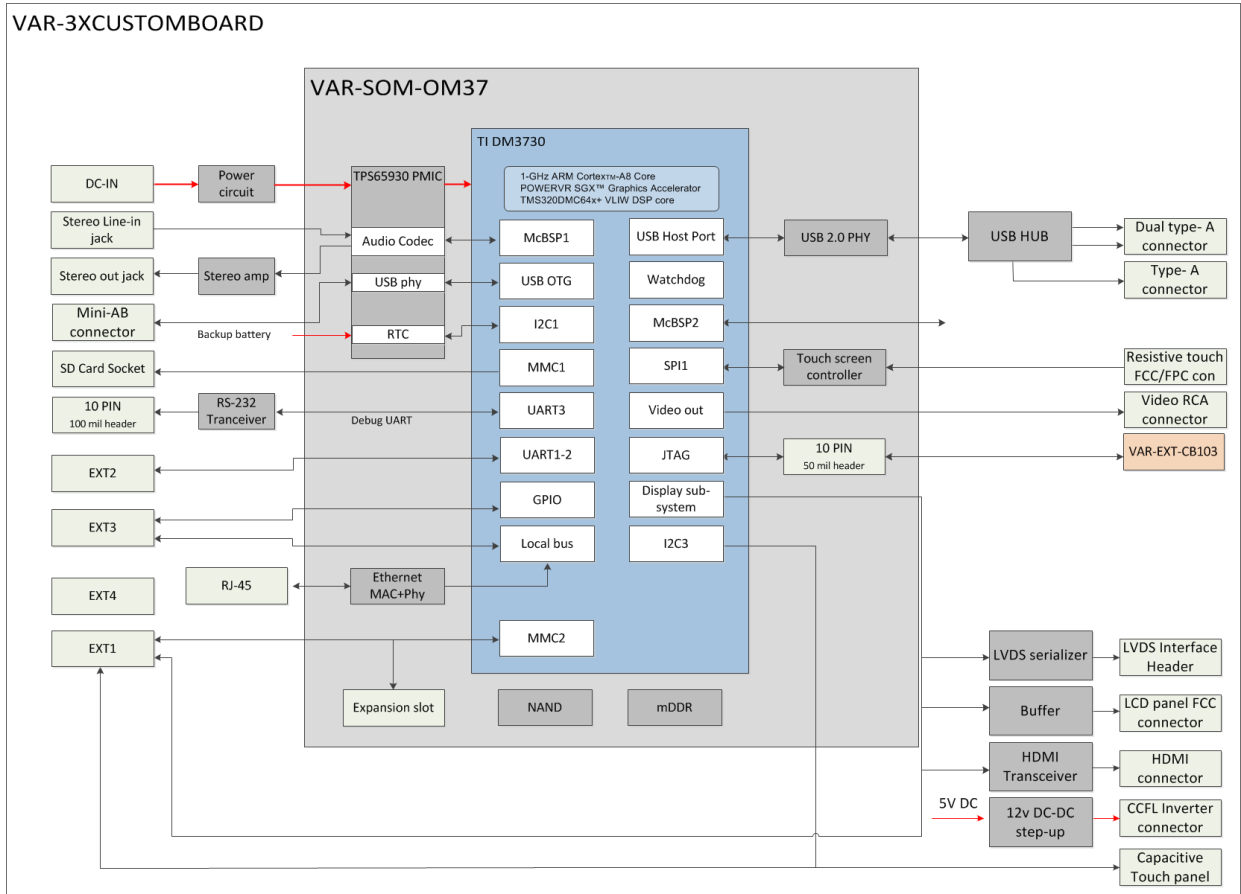 VAR-3XCUSTOMBOARD
VAR-SOM-OM37
TI DM3730
1-GHz ARM Cortex™-A8 Core
POWERVR SGX™ Graphics Accelerator
TMS320DMC64x+ VLIW DSP core
DC-IN
Power
circuit
TPS65930 PMIC
Stereo Line-in
jack
Audio Codec
McBSP1
USB Host Port
USB 2.0 PHY
USB HUB
Dual type- A
connector
Stereo out jack
Stereo amp
USB phy
USB OTG
Watchdog
Type- A
connector
Mini-AB
connector
Backup battery
RTC
I2C1
McBSP2
SD Card Socket
MMC1
SPI1
Touch screen
controller
Resistive touch
FCC/FPC con
10 PIN
100 mil header
RS-232
Tranceiver
Debug UART
UART3
Video out
Video RCA
connector
EXT2
UART1-2
JTAG
10 PIN
50 mil header
VAR-EXT-CB103
EXT3
GPIO
Display sub-
system
Local bus
I2C3
RJ-45
Ethernet
MAC+Phy
EXT4
EXT1
MMC2
LVDS serializer
LVDS Interface
Header
Expansion slot
NAND
mDDR
Buffer
LCD panel FCC
connector
HDMI
Transceiver
HDMI
connector
5V DC
12v DC-DC
step-up
CCFL Inverter
connector
Capacitive
Touch panel